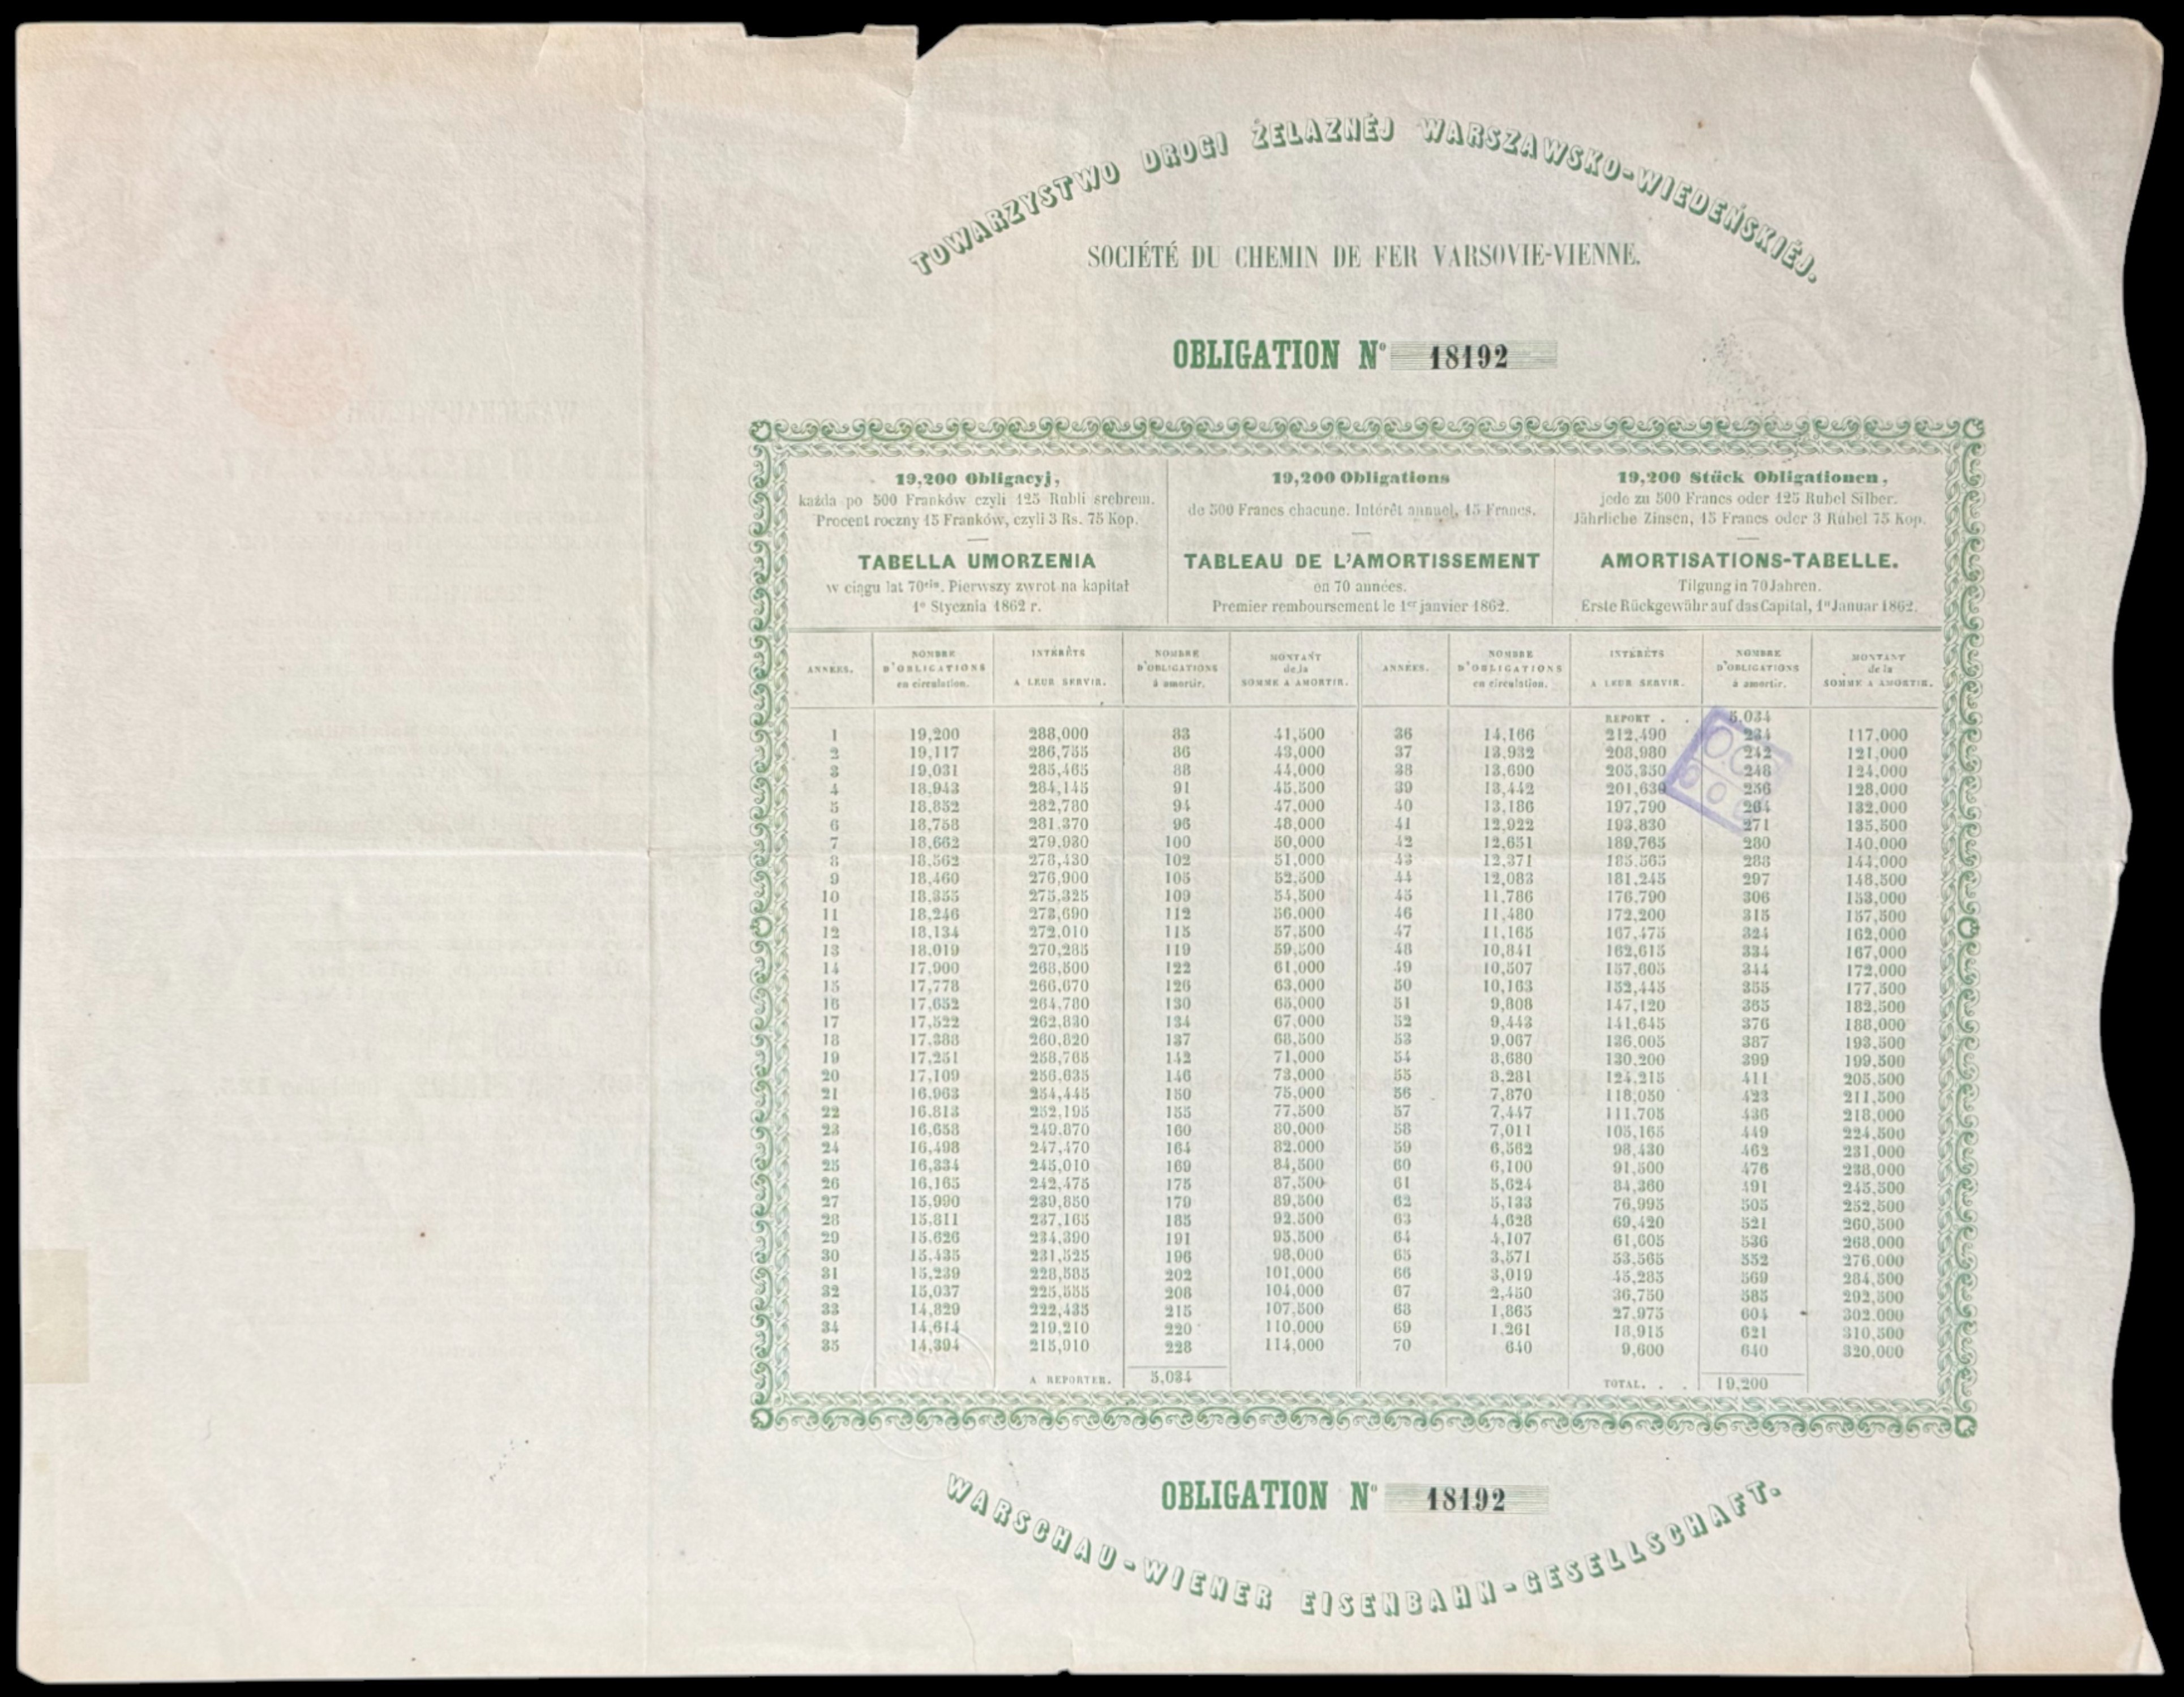 TOWARZYSTWO DROGI ŻELAZNÉJ WARSZAWSKO-WIEDEŃSKIÉJ.
SOCIÉTÉ DU CHEMIN DE FER VARSOVIE-VIENNE.
OBLIGATION Nº 18192
19,200 Obligacyj,
każda po 500 Franków czyli 125 Rubli srebrem.
Procent roczny 15 Franków, czyli 3 Rs. 75 Kop.
TABELLA UMORZENIA
w ciągu lat 70ciu. Pierwszy zwrot na kapitał
1º Stycznia 1862 r.
19,200 Obligations
de 500 Francs chacune. Intérêt annuel, 15 Francs.
TABLEAU DE L'AMORTISSEMENT
en 70 années.
Premier remboursement le 1er janvier 1862.
19,200 Stück Obligationen,
jede zu 500 Francs oder 125 Rubel Silber.
Jährliche Zinsen, 15 Francs oder 3 Rubel 75 Kop.
AMORTISATIONS-TABELLE.
Tilgung in 70 Jahren.
Erste Rückgewähr auf das Capital, 1n Januar 1862.
ANNÉES. NOMBRE D'OBLIGATIONS en circulation. INTÉRÊTS A LEUR SERVIR. NOMBRE D'OBLIGATIONS à amortir. MONTANT de la SOMME A AMORTIR. ANNÉES. NOMBRE D'OBLIGATIONS en circulation. INTÉRÊTS A LEUR SERVIR. NOMBRE D'OBLIGATIONS à amortir. MONTANT de la SOMME A AMORTIR.
REPORT . . 5,034
1 19,200 288,000 83 41,500 36 14,166 212,490 234 117,000
2 19,117 286,755 86 43,000 37 13,932 208,980 242 121,000
3 19,031 285,465 88 44,000 38 13,690 205,350 248 124,000
4 18,943 284,145 91 45,500 39 13,442 201,630 256 128,000
5 18,852 282,780 94 47,000 40 13,186 197,790 264 132,000
6 18,758 281,370 96 48,000 41 12,922 193,830 271 135,500
7 18,662 279,930 100 50,000 42 12,651 189,765 280 140,000
8 18,562 278,430 102 51,000 43 12,371 185,565 288 144,000
9 18,460 276,900 105 52,500 44 12,083 181,245 297 148,500
10 18,355 275,325 109 54,500 45 11,786 176,790 306 153,000
11 18,246 273,690 112 56,000 46 11,480 172,200 315 157,500
12 18,134 272,010 115 57,500 47 11,165 167,475 324 162,000
13 18,019 270,285 119 59,500 48 10,841 162,615 334 167,000
14 17,900 268,500 122 61,000 49 10,507 157,605 344 172,000
15 17,778 266,670 126 63,000 50 10,163 152,445 355 177,500
16 17,652 264,780 130 65,000 51 9,808 147,120 365 182,500
17 17,522 262,830 134 67,000 52 9,443 141,645 376 188,000
18 17,388 260,820 137 68,500 53 9,067 136,005 387 193,500
19 17,251 258,765 142 71,000 54 8,680 130,200 399 199,500
20 17,109 256,635 146 73,000 55 8,281 124,215 411 205,500
21 16,963 254,445 150 75,000 56 7,870 118,050 423 211,500
22 16,813 252,195 155 77,500 57 7,447 111,705 436 218,000
23 16,658 249,870 160 80,000 58 7,011 105,165 449 224,500
24 16,498 247,470 164 82,000 59 6,562 98,430 462 231,000
25 16,334 245,010 169 84,500 60 6,100 91,500 476 238,000
26 16,165 242,475 175 87,500 61 5,624 84,360 491 245,500
27 15,990 239,850 179 89,500 62 5,133 76,995 505 252,500
28 15,811 237,165 185 92,500 63 4,628 69,420 521 260,500
29 15,626 234,390 191 95,500 64 4,107 61,605 536 268,000
30 15,435 231,525 196 98,000 65 3,571 53,565 552 276,000
31 15,239 228,585 202 101,000 66 3,019 45,285 569 284,500
32 15,037 225,555 208 104,000 67 2,450 36,750 585 292,500
33 14,829 222,435 215 107,500 68 1,865 27,975 604 302,000
34 14,614 219,210 220 110,000 69 1,261 18,915 621 310,500
35 14,394 215,910 228 114,000 70 640 9,600 640 320,000
A REPORTER. 5,034 TOTAL. . . 19,200
OBLIGATION Nº 18192
WARSCHAU-WIENER EISENBAHN-GESELLSCHAFT.